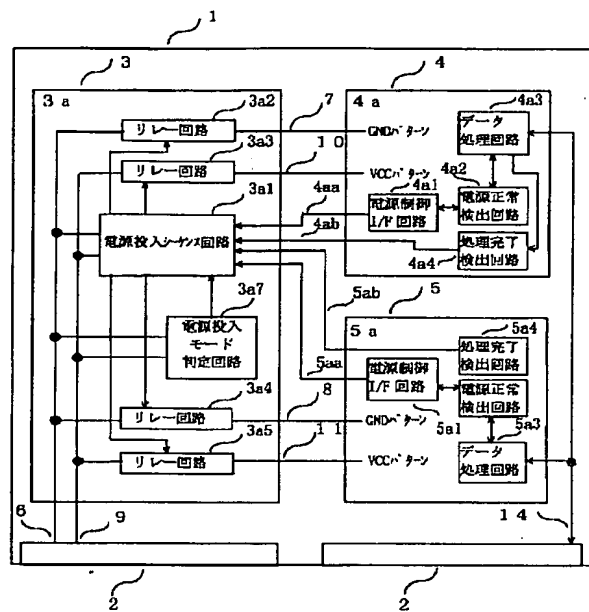 1
3
3a
3a2
リレー回路
7
3a3
リレー回路
10
3a1
電源投入シーケンス回路
3a7
電源投入
モード
判定回路
3a4
リレー回路
8
3a5
リレー回路
11
6
9
2
4
4a
4a3
データ
処理回路
GNDパターン
VCCパターン
4a2
4a1
4aa
4ab
電源制御
I/F回路
電源正常
検出回路
処理完了
検出回路
4a4
5ab
5
5a
5a4
処理完了
検出回路
5aa
電源制御
I/F回路
電源正常
検出回路
5a1
GNDパターン
5a3
VCCパターン
データ
処理回路
14
2